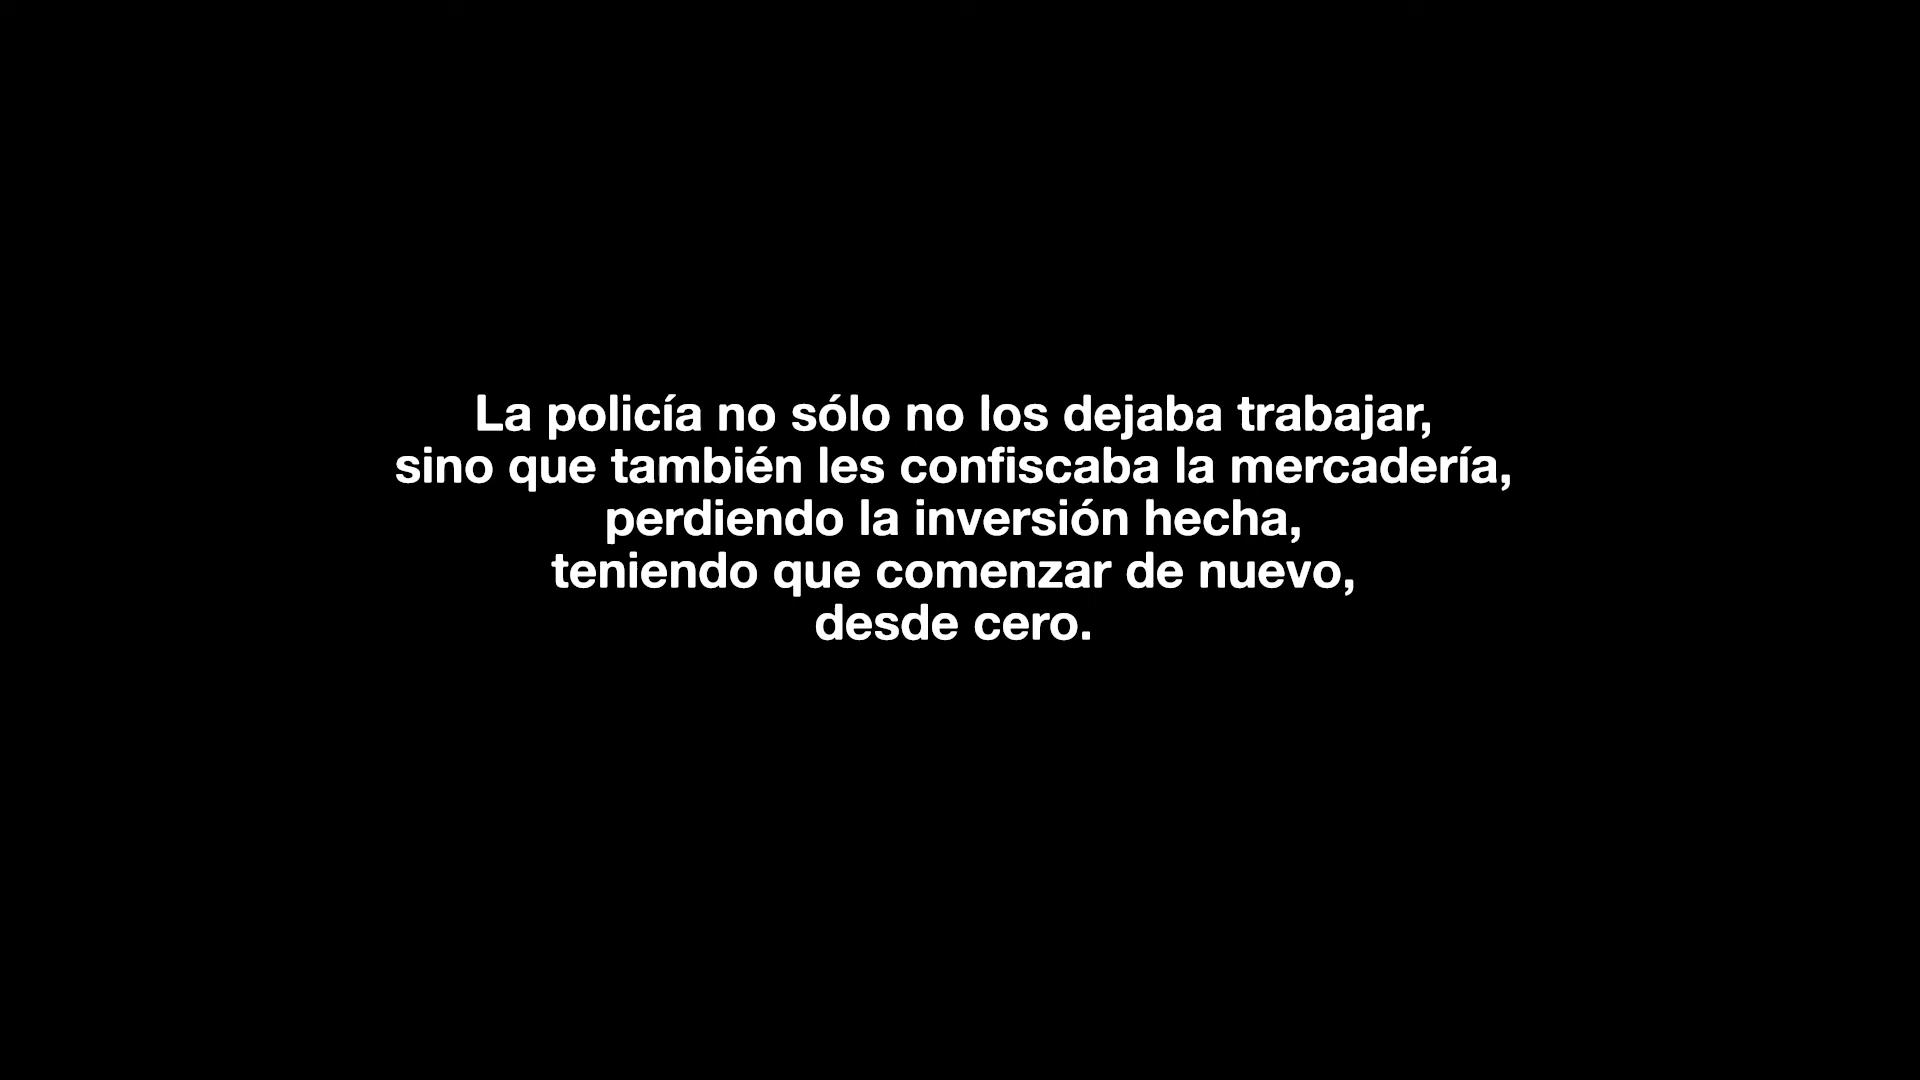 La policía no sólo no los dejaba trabajar,
sino que también les confiscaba la mercadería,
perdiendo la inversión hecha,
teniendo que comenzar de nuevo,
desde cero.